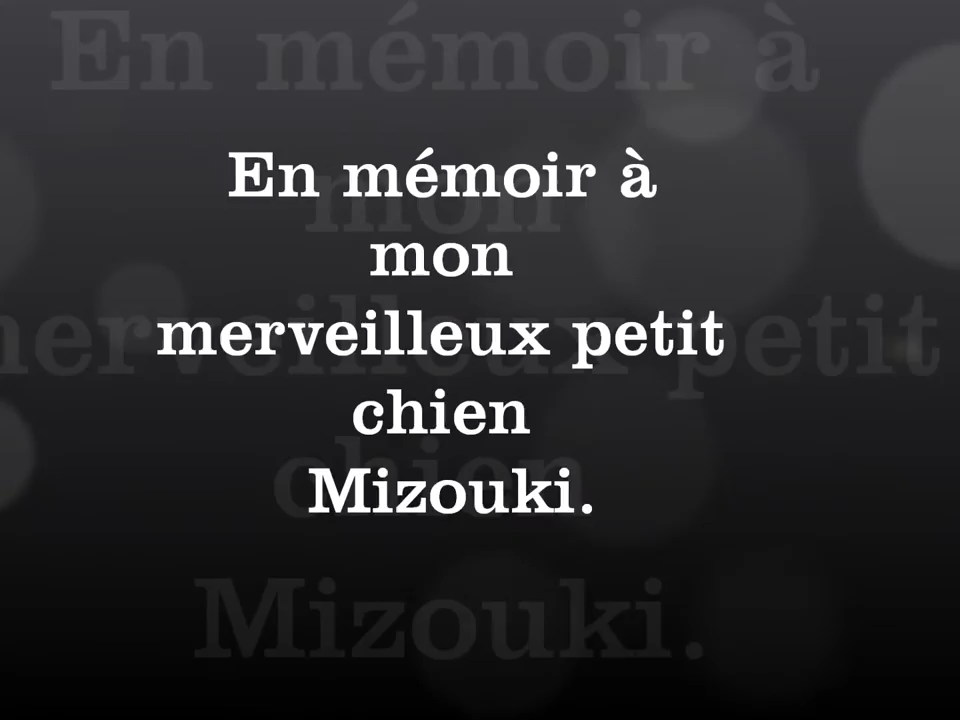 En mémoir à
mon
merveilleux petit
chien
Mizouki.